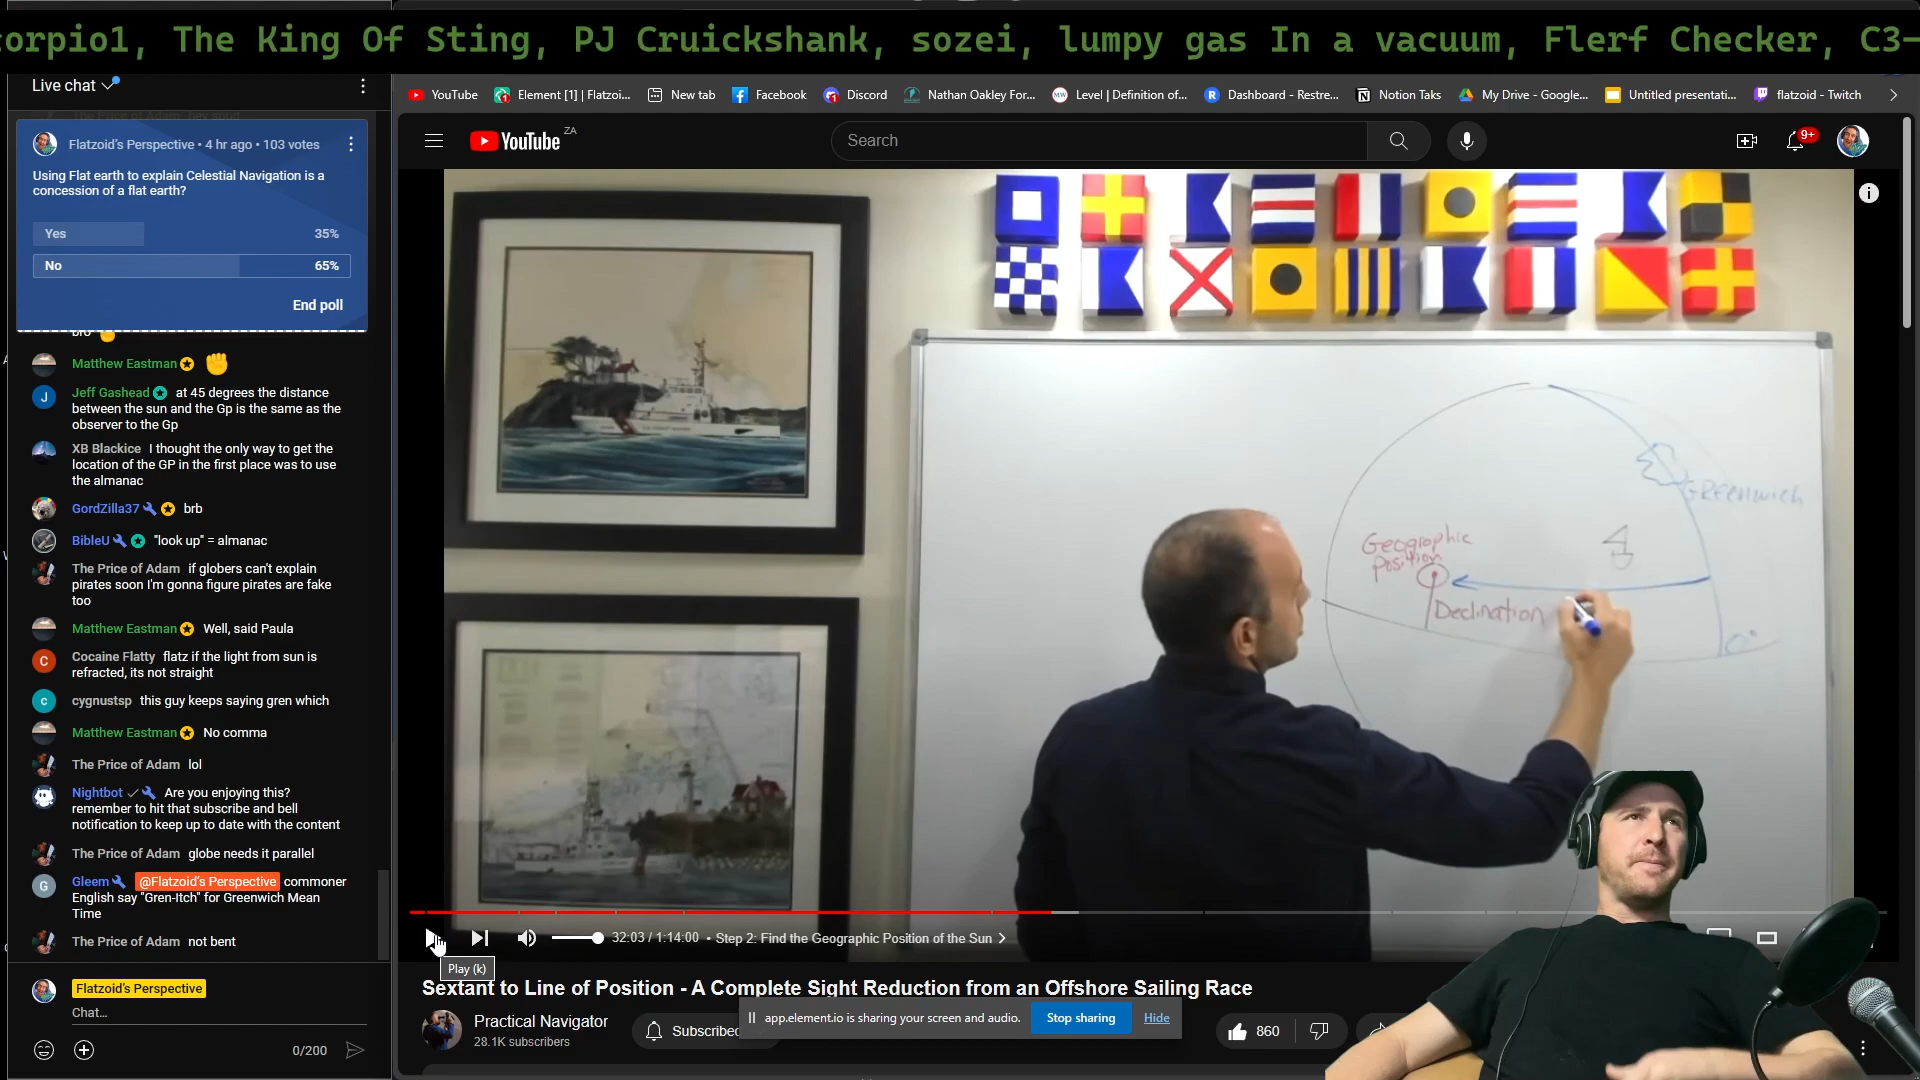 orpio1, The King Of Sting, PJ Cruickshank, sozei, lumpy gas In a vacuum, Flerf Checker, C3-
Live chat
YouTube
Element [1] | Flatzoi...
New tab
Facebook
Discord
Nathan Oakley For...
Level | Definition of...
Dashboard - Restre...
Notion Taks
My Drive - Google...
Untitled presentati...
flatzoid - Twitch
YouTube ZA
Search
9+
Flatzoid's Perspective • 4 hr ago • 103 votes
Using Flat earth to explain Celestial Navigation is a
concession of a flat earth?
Yes 35%
No 65%
End poll
bro
Matthew Eastman
Jeff Gashead at 45 degrees the distance
between the sun and the Gp is the same as the
observer to the Gp
XB Blackice I thought the only way to get the
location of the GP in the first place was to use
the almanac
GordZilla37 brb
BibleU "look up" = almanac
The Price of Adam if globers can't explain
pirates soon I'm gonna figure pirates are fake
too
Matthew Eastman Well, said Paula
Cocaine Flatty flatz if the light from sun is
refracted, its not straight
cygnustsp this guy keeps saying gren which
Matthew Eastman No comma
The Price of Adam lol
Nightbot Are you enjoying this?
remember to hit that subscribe and bell
notification to keep up to date with the content
The Price of Adam globe needs it parallel
Gleem @Flatzoid's Perspective commoner
English say "Gren-Itch" for Greenwich Mean
Time
The Price of Adam not bent
Flatzoid's Perspective
Chat...
0/200
Greenwich
Geographic
Position
Declination
0°
32:03 / 1:14:00 • Step 2: Find the Geographic Position of the Sun
Play (k)
Sextant to Line of Position - A Complete Sight Reduction from an Offshore Sailing Race
Practical Navigator
28.1K subscribers
Subscribed
app.element.io is sharing your screen and audio.
Stop sharing
Hide
860